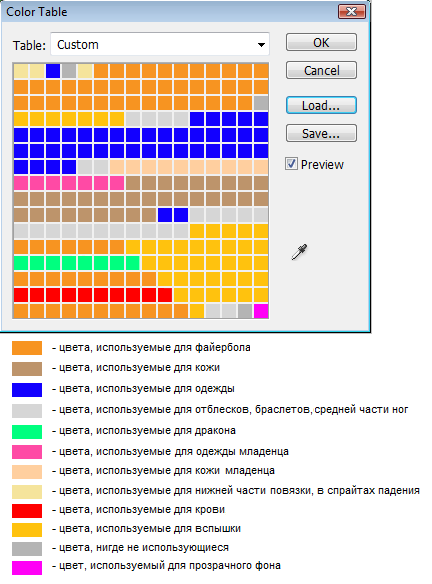 Color Table
Table: Custom
OK
Cancel
Load...
Save...
Preview
- цвета, используемые для файербола
- цвета, используемые для кожи
- цвета, используемые для одежды
- цвета, используемые для отблесков, браслетов, средней части ног
- цвета, используемые для дракона
- цвета, используемые для одежды младенца
- цвета, используемые для кожи младенца
- цвета, используемые для нижней части повязки, в спрайтах падения
- цвета, используемые для крови
- цвета, используемые для вспышки
- цвета, нигде не использующиеся
- цвет, используемый для прозрачного фона